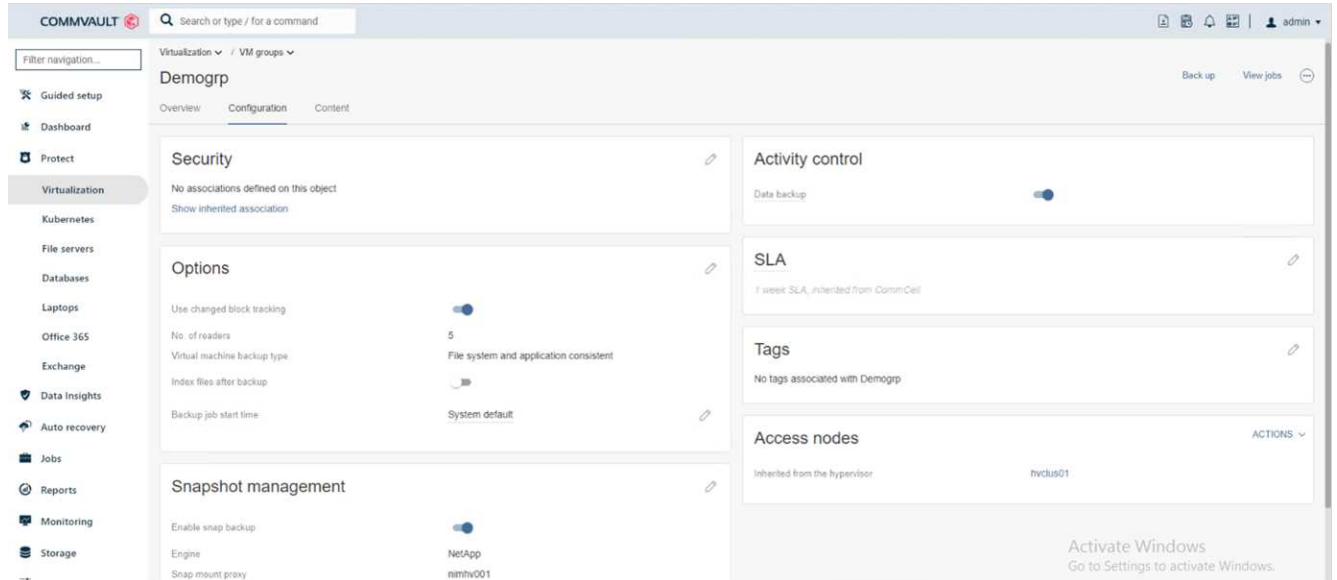 COMMVAULT
Search or type / for a command
admin
Filter navigation...
Guided setup
Dashboard
Protect
Virtualization
Kubernetes
File servers
Databases
Laptops
Office 365
Exchange
Data Insights
Auto recovery
Jobs
Reports
Monitoring
Storage
Virtualization / VM groups
Demogrp
Back up View jobs
Overview Configuration Content
Security
No associations defined on this object
Show inherited association
Options
Use changed block tracking
No. of readers 5
Virtual machine backup type File system and application consistent
Index files after backup
Backup job start time System default
Snapshot management
Enable snap backup
Engine NetApp
Snap mount proxy nimhv001
Activity control
Data backup
SLA
1 week SLA, inherited from CommCell
Tags
No tags associated with Demogrp
Access nodes ACTIONS
Inherited from the hypervisor hvclus01
Activate Windows
Go to Settings to activate Windows.